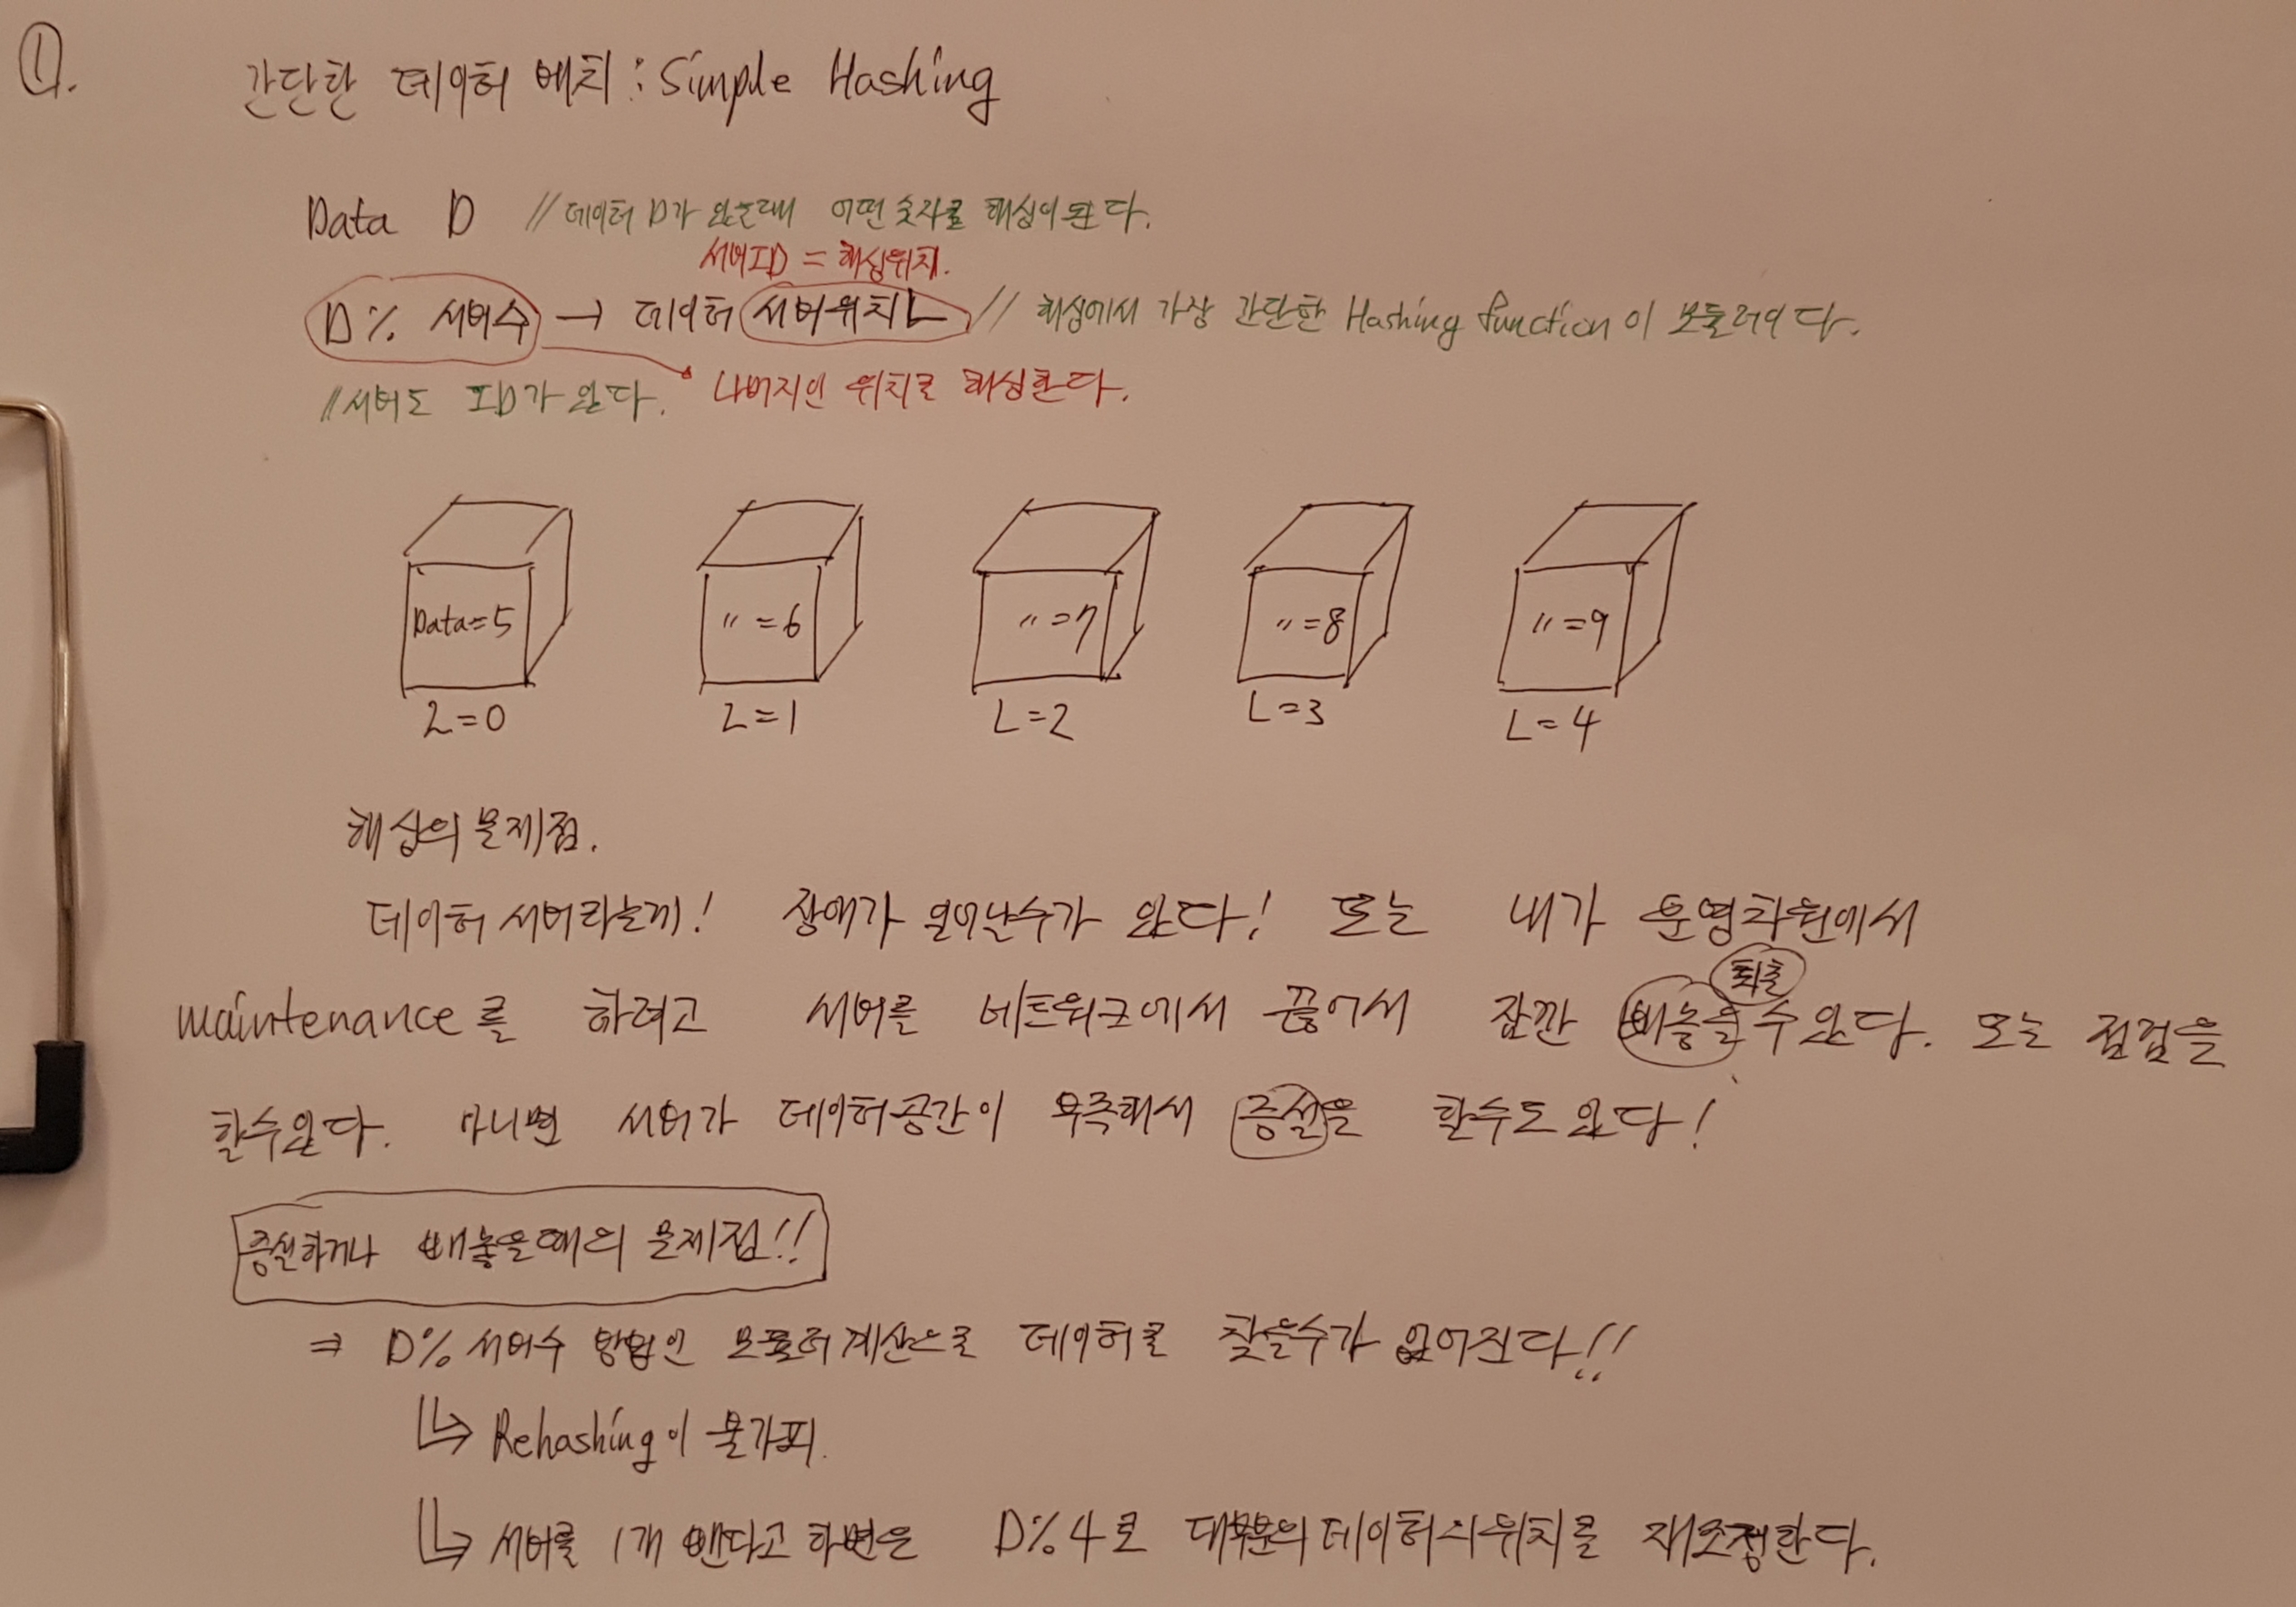 ①.
간단한 데이터 배치 : Simple Hashing
Data D // 데이터 D가 있는데 어떤 숫자로 해싱이 된다.
서버ID = 해싱위치.
D% 서버수 → 데이터 서버위치 L // 해싱에서 가장 간단한 Hashing function이 모듈러이다.
// 서버도 ID가 있다. 나머지인 위치로 해싱한다.
Data=5 〃=6 〃=7 〃=8 〃=9
L=0 L=1 L=2 L=3 L=4
해싱의 문제점.
데이터 서버라는게! 장애가 일어난수가 있다! 또는 내가 운영차원에서
퇴출
maintenance를 하려고 서버를 네트워크에서 끊어서 잠깐 빼놓을수 있다. 또는 점검을
할수있다. 아니면 서버가 데이터공간이 부족해서 증설을 할수도 있다!
증설하거나 빼놓을때의 문제점!!
⇒ D% 서버수 방법인 모듈러계산으로 데이터를 찾을수가 없어진다!!
↳ Rehashing이 불가피.
↳ 서버를 1개 뺀다고 하면은 D%4로 대부분의 데이터의 위치를 재조정한다.